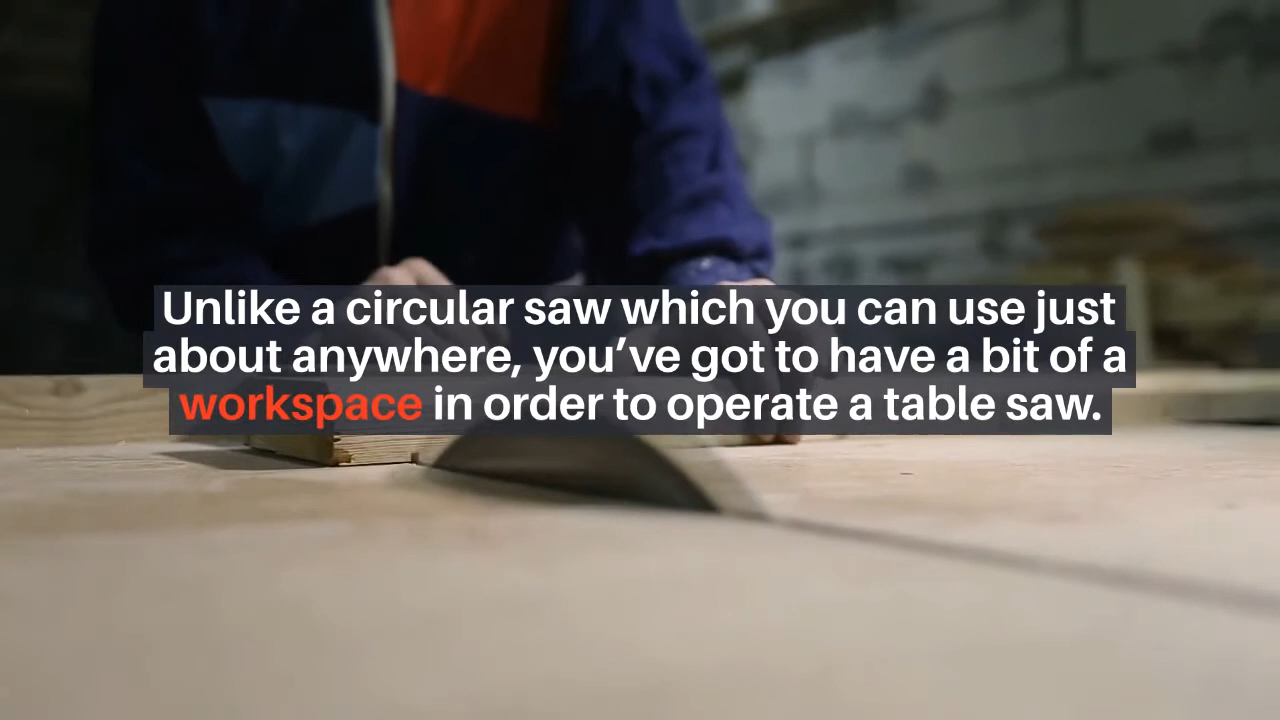 Unlike a circular saw which you can use just
about anywhere, you’ve got to have a bit of a
workspace in order to operate a table saw.